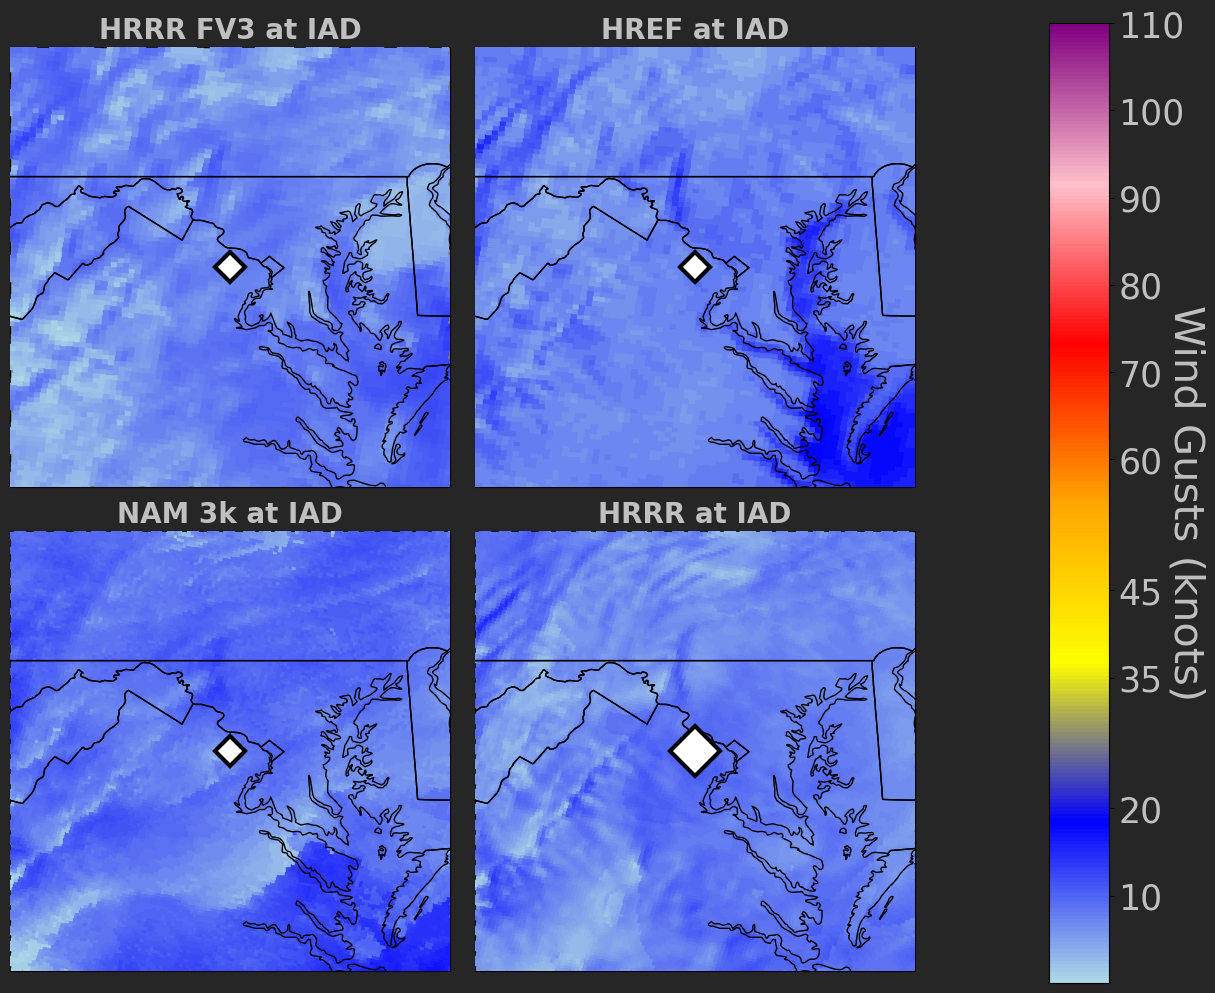 HRRR FV3 at IAD
HREF at IAD
NAM 3k at IAD
HRRR at IAD
110
100
90
80
70
60
45
35
20
10
Wind Gusts (knots)